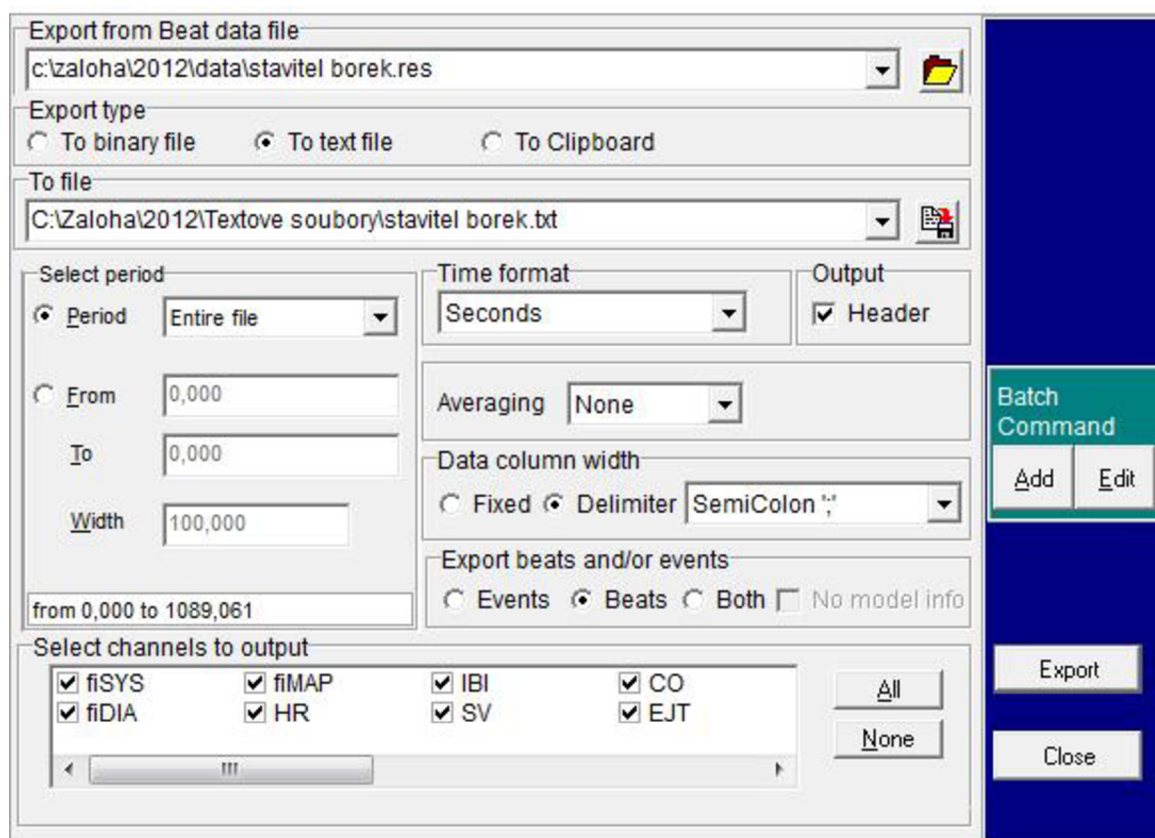 Export from Beat data file
c:\zaloha\2012\data\stavitel borek.res
Export type
To binary file To text file To Clipboard
To file
C:\Zaloha\2012\Textove soubory\stavitel borek.txt
Select period
Period Entire file
From 0,000
To 0,000
Width 100,000
from 0,000 to 1089,061
Time format
Seconds
Output
Header
Averaging None
Data column width
Fixed Delimiter SemiColon ';'
Export beats and/or events
Events Beats Both No model info
Select channels to output
fiSYS fiMAP IBI CO
fiDIA HR SV EJT
All
None
Batch
Command
Add Edit
Export
Close